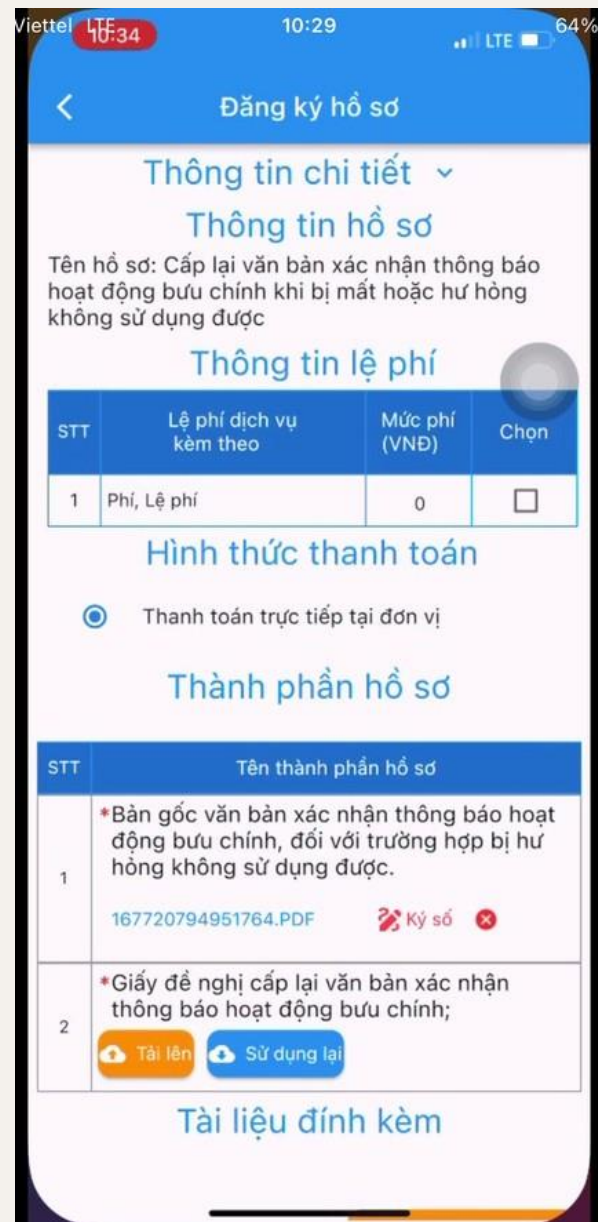 Viettel LTE 10:34 10:29 LTE 64%
Đăng ký hồ sơ
Thông tin chi tiết
Thông tin hồ sơ
Tên hồ sơ: Cấp lại văn bản xác nhận thông báo
hoạt động bưu chính khi bị mất hoặc hư hỏng
không sử dụng được
Thông tin lệ phí
STT Lệ phí dịch vụ kèm theo Mức phí (VNĐ) Chọn
1 Phí, Lệ phí 0
Hình thức thanh toán
Thanh toán trực tiếp tại đơn vị
Thành phần hồ sơ
STT Tên thành phần hồ sơ
*Bản gốc văn bản xác nhận thông báo hoạt
động bưu chính, đối với trường hợp bị hư
1 hỏng không sử dụng được.
167720794951764.PDF Ký số
*Giấy đề nghị cấp lại văn bản xác nhận
2 thông báo hoạt động bưu chính;
Tải lên Sử dụng lại
Tài liệu đính kèm